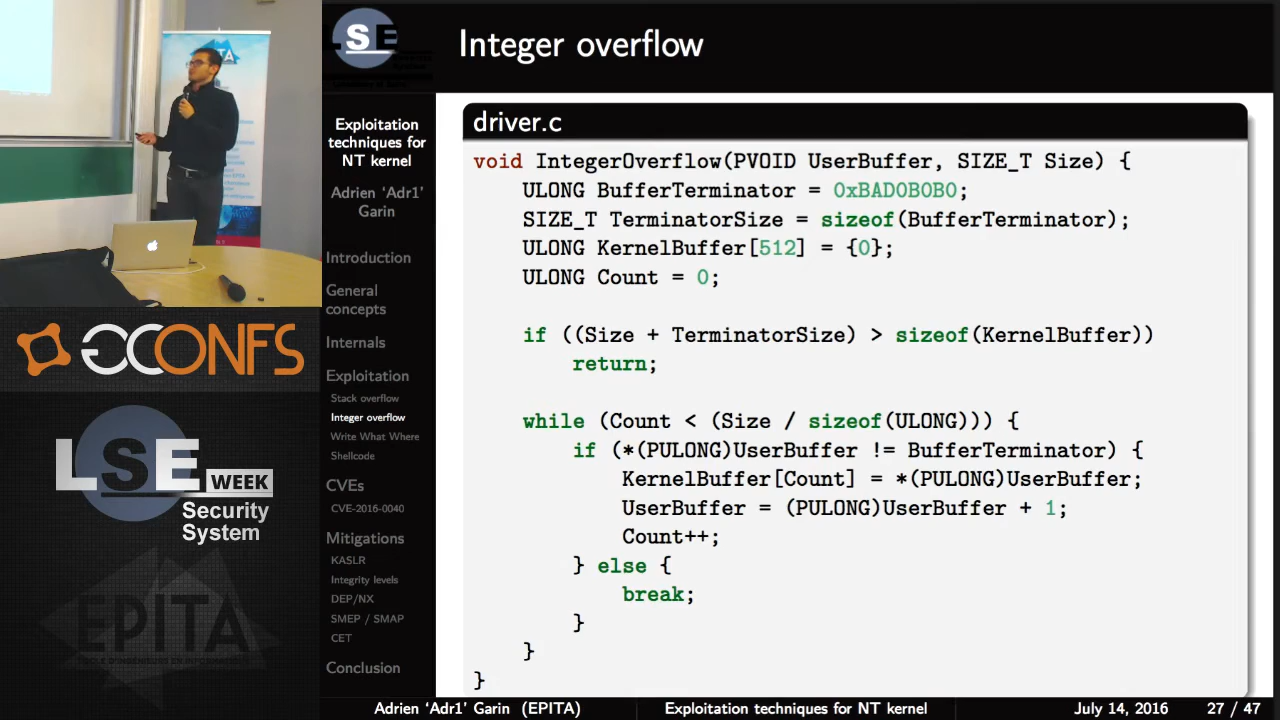 LSE
Integer overflow
Exploitation
techniques for
NT kernel
Adrien ‘Adr1’
Garin
Introduction
General
concepts
Internals
Exploitation
Stack overflow
Integer overflow
Write What Where
Shellcode
CVEs
CVE-2016-0040
Mitigations
KASLR
Integrity levels
DEP/NX
SMEP / SMAP
CET
Conclusion
driver.c
void IntegerOverflow(PVOID UserBuffer, SIZE_T Size) {
ULONG BufferTerminator = 0xBAD0B0B0;
SIZE_T TerminatorSize = sizeof(BufferTerminator);
ULONG KernelBuffer[512] = {0};
ULONG Count = 0;
if ((Size + TerminatorSize) > sizeof(KernelBuffer))
return;
while (Count < (Size / sizeof(ULONG))) {
if (*(PULONG)UserBuffer != BufferTerminator) {
KernelBuffer[Count] = *(PULONG)UserBuffer;
UserBuffer = (PULONG)UserBuffer + 1;
Count++;
} else {
break;
}
}
}
Adrien ‘Adr1’ Garin (EPITA)
Exploitation techniques for NT kernel
July 14, 2016
27 / 47
GCONFS
LSE WEEK
Security
System
EPITA